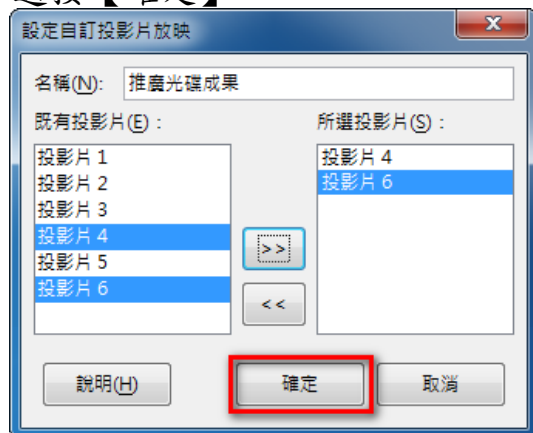 設定自訂投影片放映
名稱(N): 推廣光碟成果
既有投影片(E)：
所選投影片(S)：
投影片 1
投影片 2
投影片 3
投影片 4
投影片 5
投影片 6
>>
<<
投影片 4
投影片 6
說明(H)
確定
取消